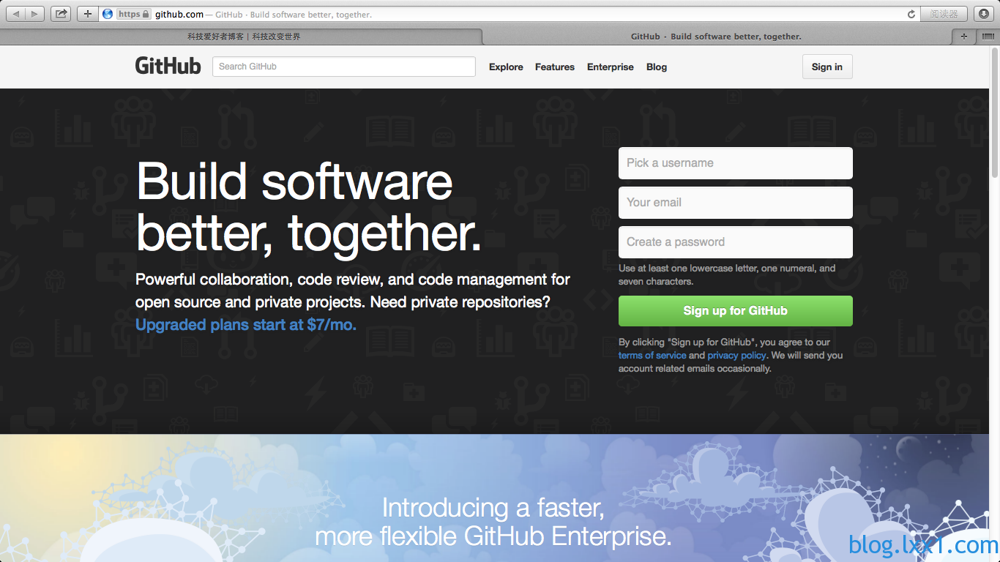 https github.com — GitHub · Build software better, together.
阅读器
科技爱好者博客 | 科技改变世界
GitHub · Build software better, together.
GitHub
Search GitHub
Explore Features Enterprise Blog
Sign in
Build software
better, together.
Powerful collaboration, code review, and code management for
open source and private projects. Need private repositories?
Upgraded plans start at $7/mo.
Pick a username
Your email
Create a password
Use at least one lowercase letter, one numeral, and
seven characters.
Sign up for GitHub
By clicking "Sign up for GitHub", you agree to our
terms of service and privacy policy. We will send you
account related emails occasionally.
Introducing a faster,
more flexible GitHub Enterprise.
blog.lxx1.com